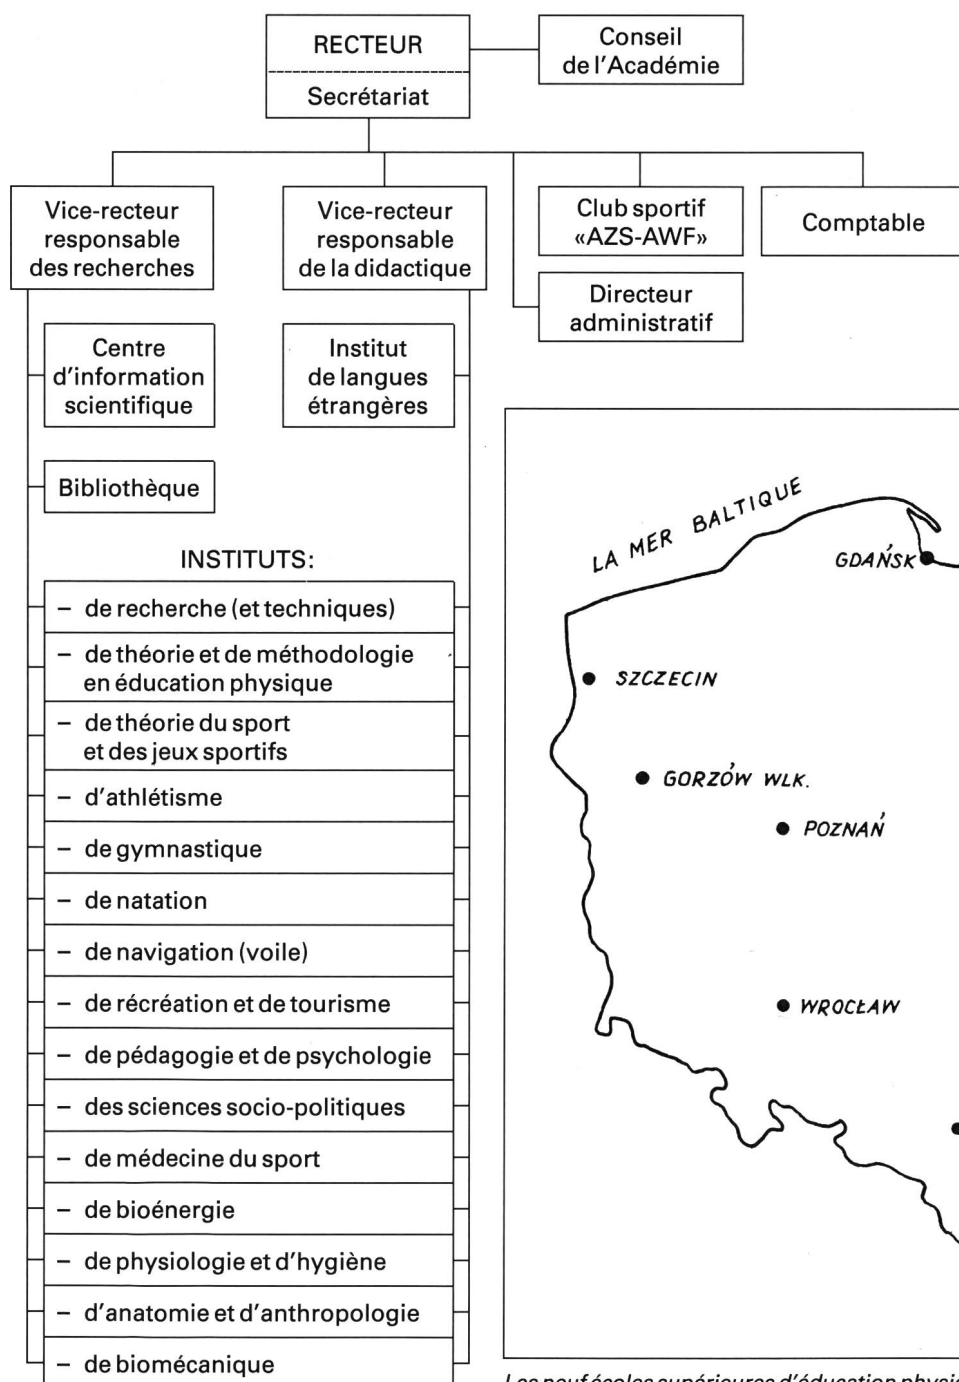 RECTEUR
Secrétariat
Conseil
de l'Académie
Vice-recteur
responsable
des recherches
Vice-recteur
responsable
de la didactique
Club sportif
«AZS-AWF»
Comptable
Directeur
administratif
Centre
d'information
scientifique
Institut
de langues
étrangères
Bibliothèque
INSTITUTS:
– de recherche (et techniques)
– de théorie et de méthodologie
en éducation physique
– de théorie du sport
et des jeux sportifs
– d'athlétisme
– de gymnastique
– de natation
– de navigation (voile)
– de récréation et de tourisme
– de pédagogie et de psychologie
– des sciences socio-politiques
– de médecine du sport
– de bioénergie
– de physiologie et d'hygiène
– d'anatomie et d'anthropologie
– de biomécanique
LA MER BALTIQUE
GDAŃSK
SZCZECIN
GORZÓW WLK.
POZNAŃ
WROCŁAW
Les neuf écoles supérieures d'éducation